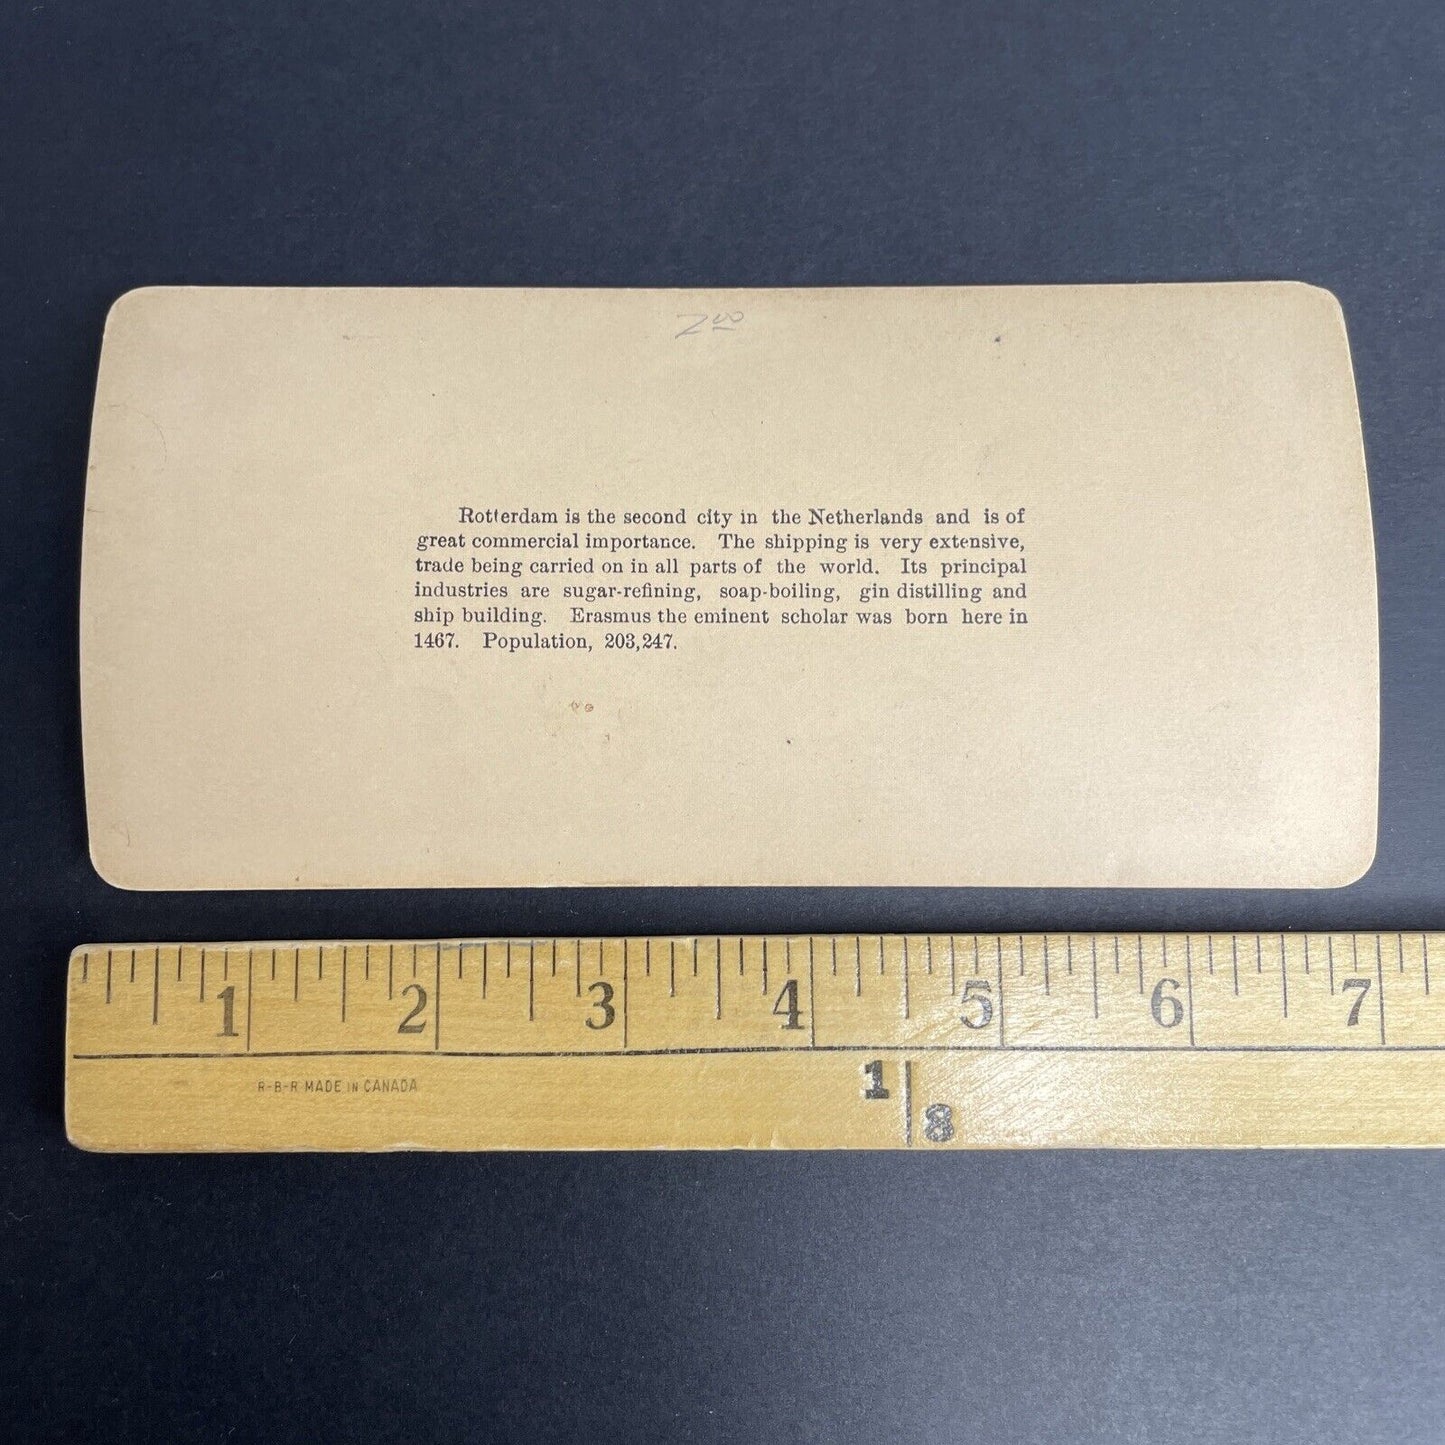 2.00
Rotterdam is the second city in the Netherlands and is of
great commercial importance. The shipping is very extensive,
trade being carried on in all parts of the world. Its principal
industries are sugar-refining, soap-boiling, gin distilling and
ship building. Erasmus the eminent scholar was born here in
1467. Population, 203,247.
1 2 3 4 5 6 7
R-B-R MADE IN CANADA
1
8